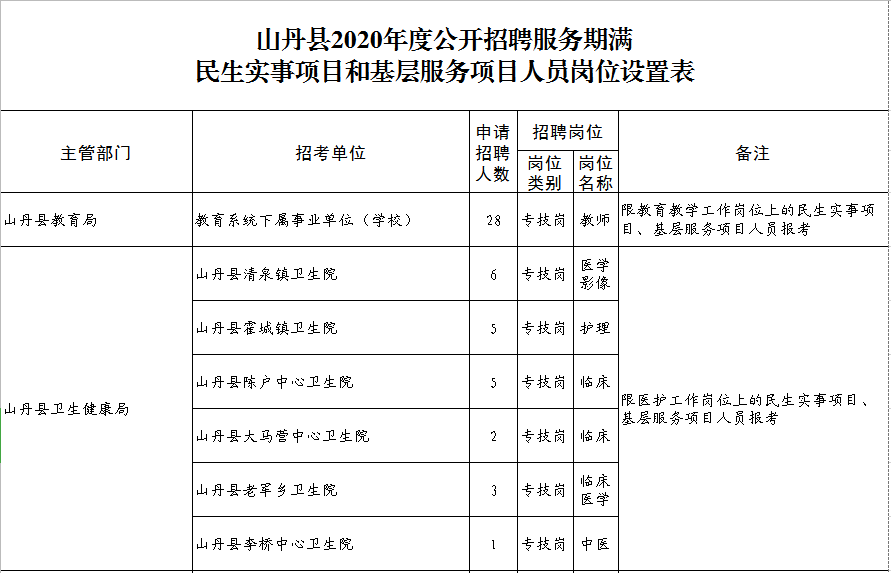 山丹县2020年度公开招聘服务期满
民生实事项目和基层服务项目人员岗位设置表
主管部门 招考单位 申请招聘人数 招聘岗位 备注
岗位类别 岗位名称
山丹县教育局 教育系统下属事业单位（学校） 28 专技岗 教师 限教育教学工作岗位上的民生实事项目、基层服务项目人员报考
山丹县卫生健康局 山丹县清泉镇卫生院 6 专技岗 医学影像 限医护工作岗位上的民生实事项目、基层服务项目人员报考
山丹县霍城镇卫生院 5 专技岗 护理
山丹县陈户中心卫生院 5 专技岗 临床
山丹县大马营中心卫生院 2 专技岗 临床
山丹县老军乡卫生院 3 专技岗 临床医学
山丹县李桥中心卫生院 1 专技岗 中医